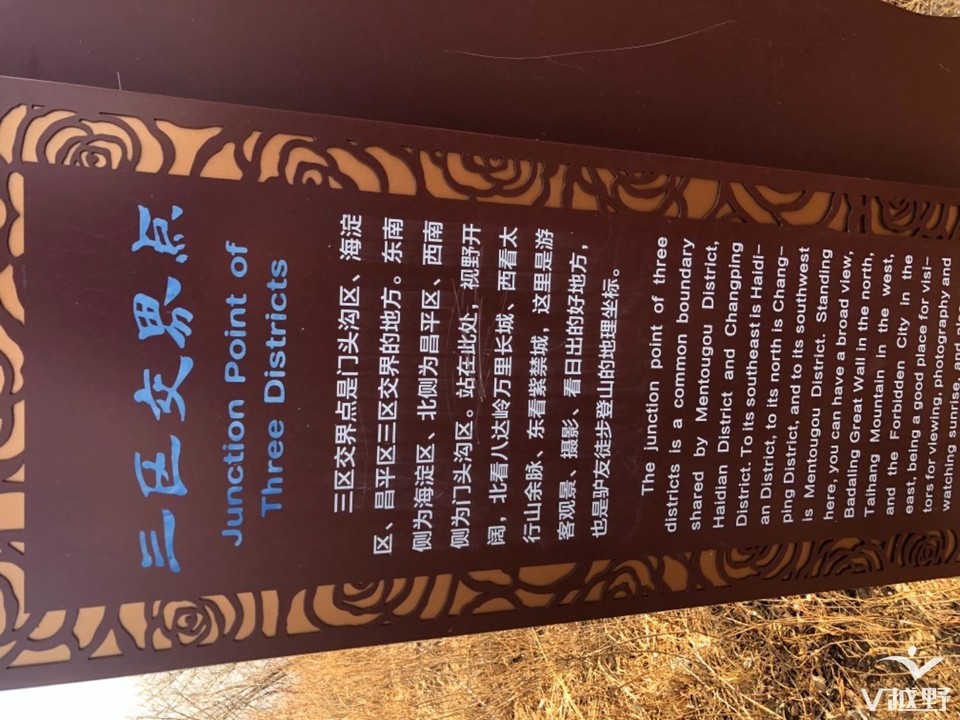 三区交界点
Junction Point of
Three Districts
三区交界点是门头沟区、海淀
区、昌平区三区交界的地方。东南
侧为海淀区、北侧为昌平区、西南
侧为门头沟区。站在此处，视野开
阔，北看八达岭万里长城、西看太
行山余脉、东看紫禁城，这里是游
客观景、摄影、看日出的好地方，
也是驴友徒步登山的地理坐标。
The junction point of three
districts is a common boundary
shared by Mentougou District,
Haidian District and Changping
District. To its southeast is Haidi-
an District, to its north is Chang-
ping District, and to its southwest
is Mentougou District. Standing
here, you can have a broad view,
Badaling Great Wall in the north,
Taihang Mountain in the west,
and the Forbidden City in the
east, being a good place for visi-
tors for viewing, photography and
watching sunrise, and
V越野